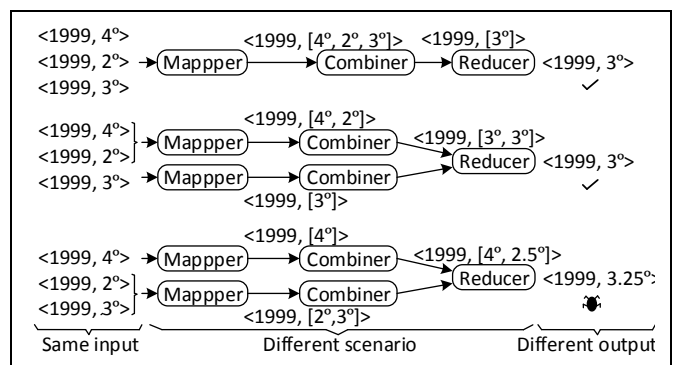 <1999, 4º>
<1999, [4º, 2º, 3º]> <1999, [3º]>
<1999, 2º> Mappper Combiner Reducer <1999, 3º>
<1999, 3º>
<1999, [4º, 2º]>
<1999, 4º> Mappper Combiner <1999, [3º, 3º]>
<1999, 2º> Reducer <1999, 3º>
<1999, 3º> Mappper Combiner
<1999, [3º]>
<1999, [4º]>
<1999, 4º> Mappper Combiner <1999, [4º, 2.5º]>
<1999, 2º> Reducer <1999, 3.25º>
<1999, 3º> Mappper Combiner
<1999, [2º,3º]>
Same input Different scenario Different output